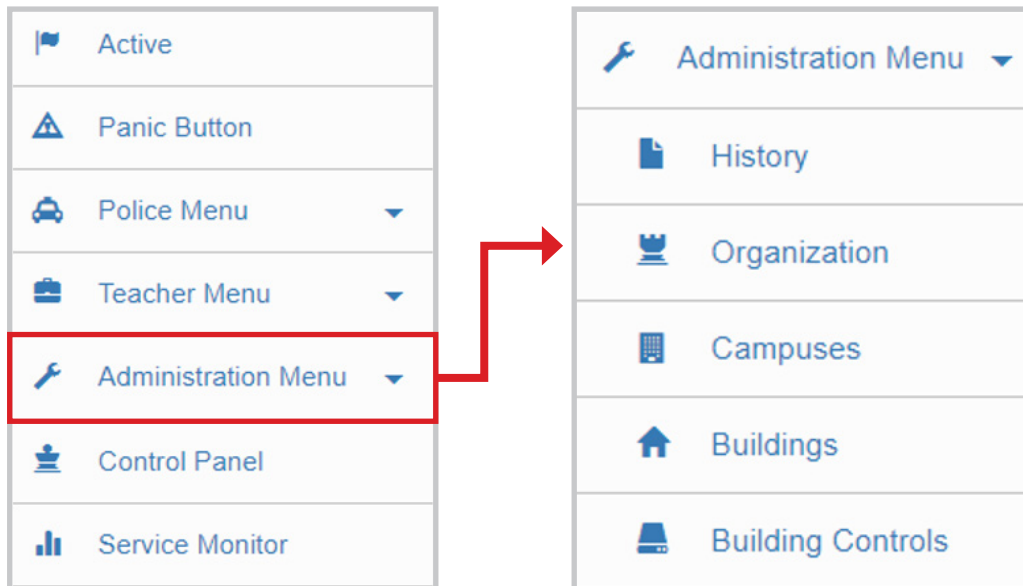 Active
Panic Button
Police Menu
Teacher Menu
Administration Menu
Control Panel
Service Monitor
Administration Menu
History
Organization
Campuses
Buildings
Building Controls